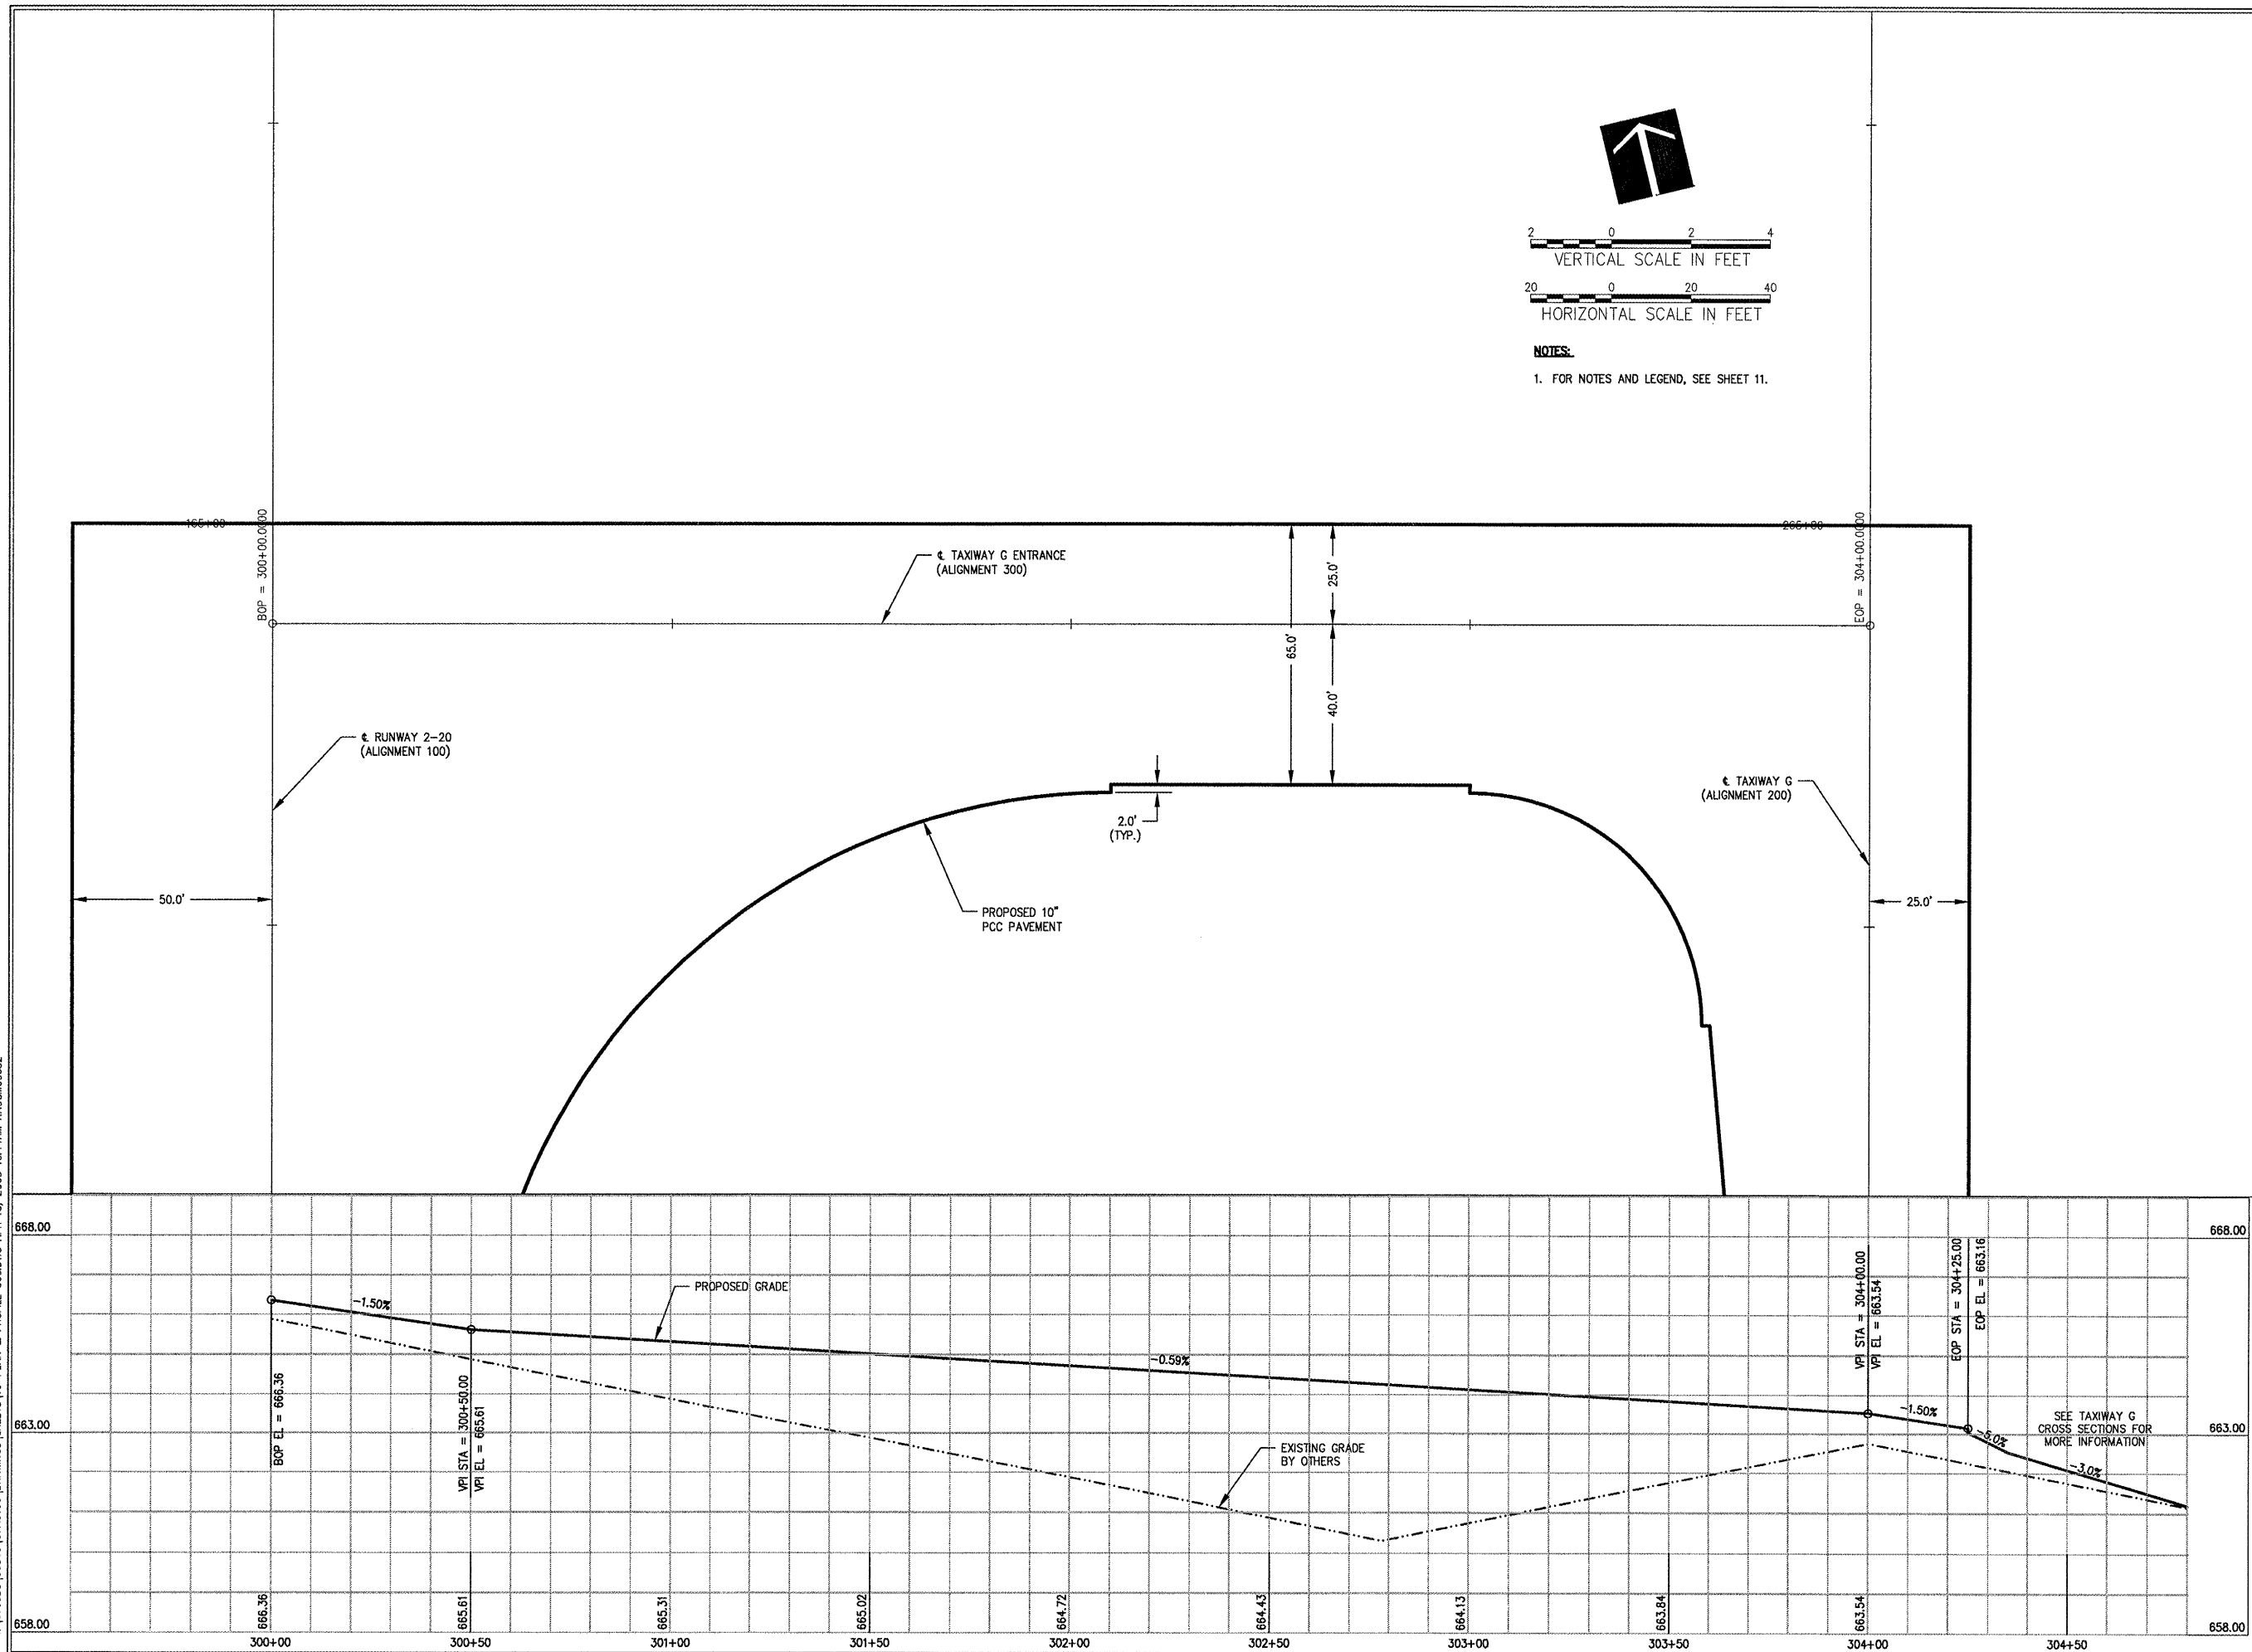 2 0 2 4
VERTICAL SCALE IN FEET
20 0 20 40
HORIZONTAL SCALE IN FEET
NOTES:
1. FOR NOTES AND LEGEND, SEE SHEET 11.
165+00
265+00
BOP = 300+00.0000
EOP = 304+00.0000
℄ TAXIWAY G ENTRANCE
(ALIGNMENT 300)
25.0'
65.0'
40.0'
℄ RUNWAY 2-20
(ALIGNMENT 100)
℄ TAXIWAY G
(ALIGNMENT 200)
2.0'
(TYP.)
50.0'
25.0'
PROPOSED 10"
PCC PAVEMENT
668.00
668.00
PROPOSED GRADE
-1.50%
-0.59%
-1.50%
-5.0%
-3.0%
BOP EL = 666.36
VPI STA = 300+50.00
VPI EL = 665.61
VPI STA = 304+00.00
VPI EL = 663.54
EOP STA = 304+25.00
EOP EL = 663.16
SEE TAXIWAY G
CROSS SECTIONS FOR
MORE INFORMATION
663.00
663.00
EXISTING GRADE
BY OTHERS
666.36
665.61
665.31
665.02
664.72
664.43
664.13
663.84
663.54
658.00
658.00
300+00 300+50 301+00 301+50 302+00 302+50 303+00 303+50 304+00 304+50